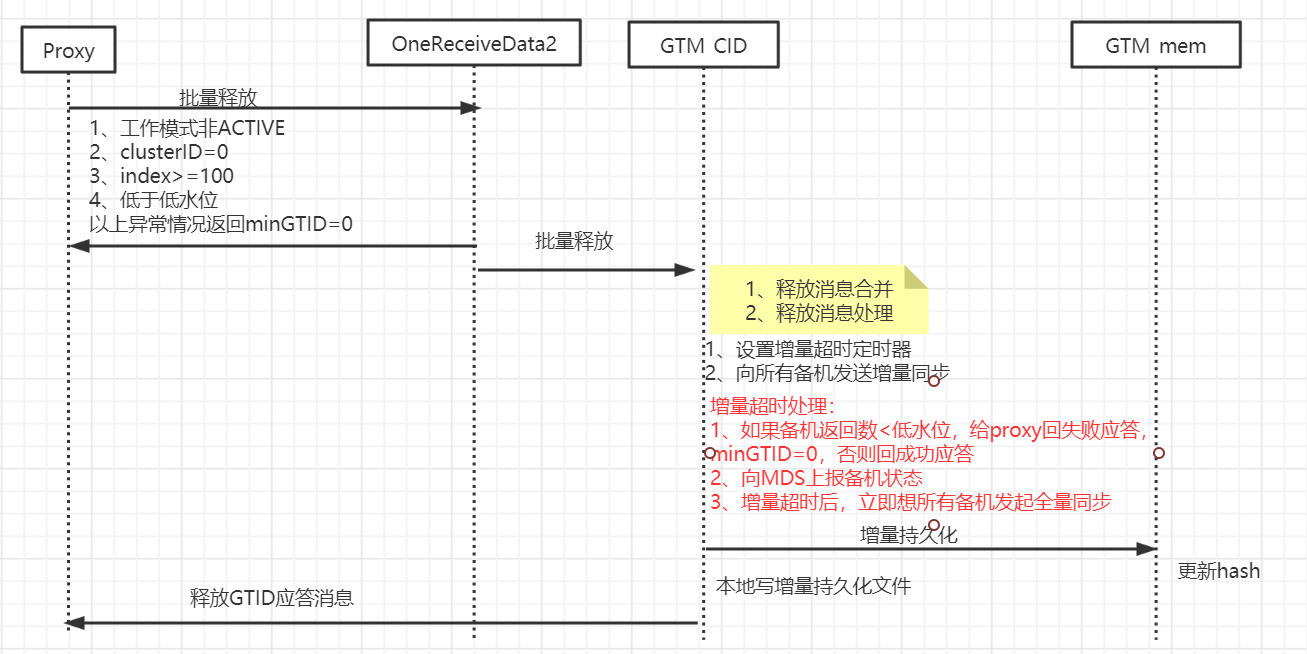 Proxy
OneReceiveData2
GTM CID
GTM mem
批量释放
1、工作模式非ACTIVE
2、clusterID=0
3、index>=100
4、低于低水位
以上异常情况返回minGTID=0
批量释放
1、释放消息合并
2、释放消息处理
1、设置增量超时定时器
2、向所有备机发送增量同步
增量超时处理：
1、如果备机返回数<低水位，给proxy回失败应答，
minGTID=0，否则回成功应答
2、向MDS上报备机状态
3、增量超时后，立即想所有备机发起全量同步
增量持久化
更新hash
本地写增量持久化文件
释放GTID应答消息